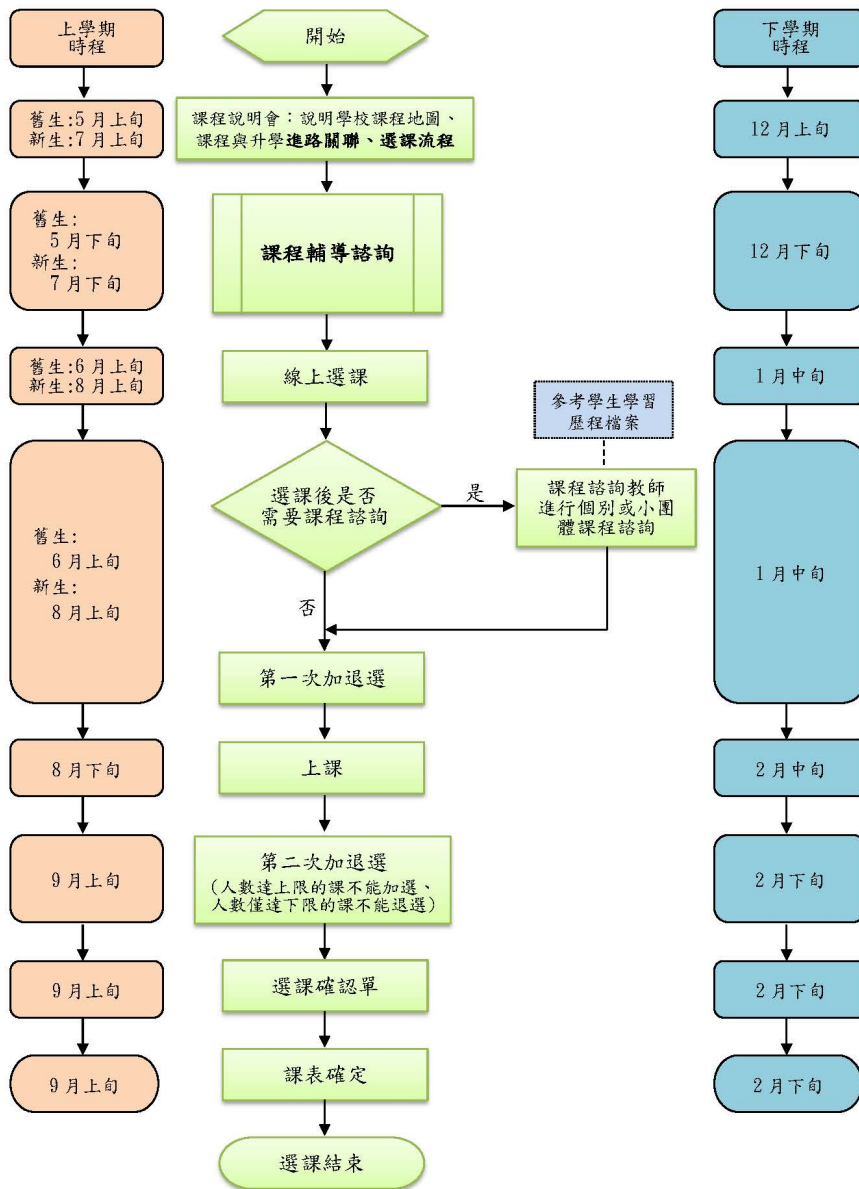 上學期
時程
開始
下學期
時程
舊生:5月上旬
新生:7月上旬
課程說明會：說明學校課程地圖、
課程與升學進路關聯、選課流程
12月上旬
舊生:
5月下旬
新生:
7月下旬
課程輔導諮詢
12月下旬
舊生:6月上旬
新生:8月上旬
線上選課
1月中旬
參考學生學習
歷程檔案
選課後是否
需要課程諮詢
是
課程諮詢教師
進行個別或小團
體課程諮詢
舊生:
6月上旬
新生:
8月上旬
1月中旬
否
第一次加退選
8月下旬
上課
2月中旬
9月上旬
第二次加退選
(人數達上限的課不能加選、
人數僅達下限的課不能退選)
2月下旬
9月上旬
選課確認單
2月下旬
9月上旬
課表確定
2月下旬
選課結束